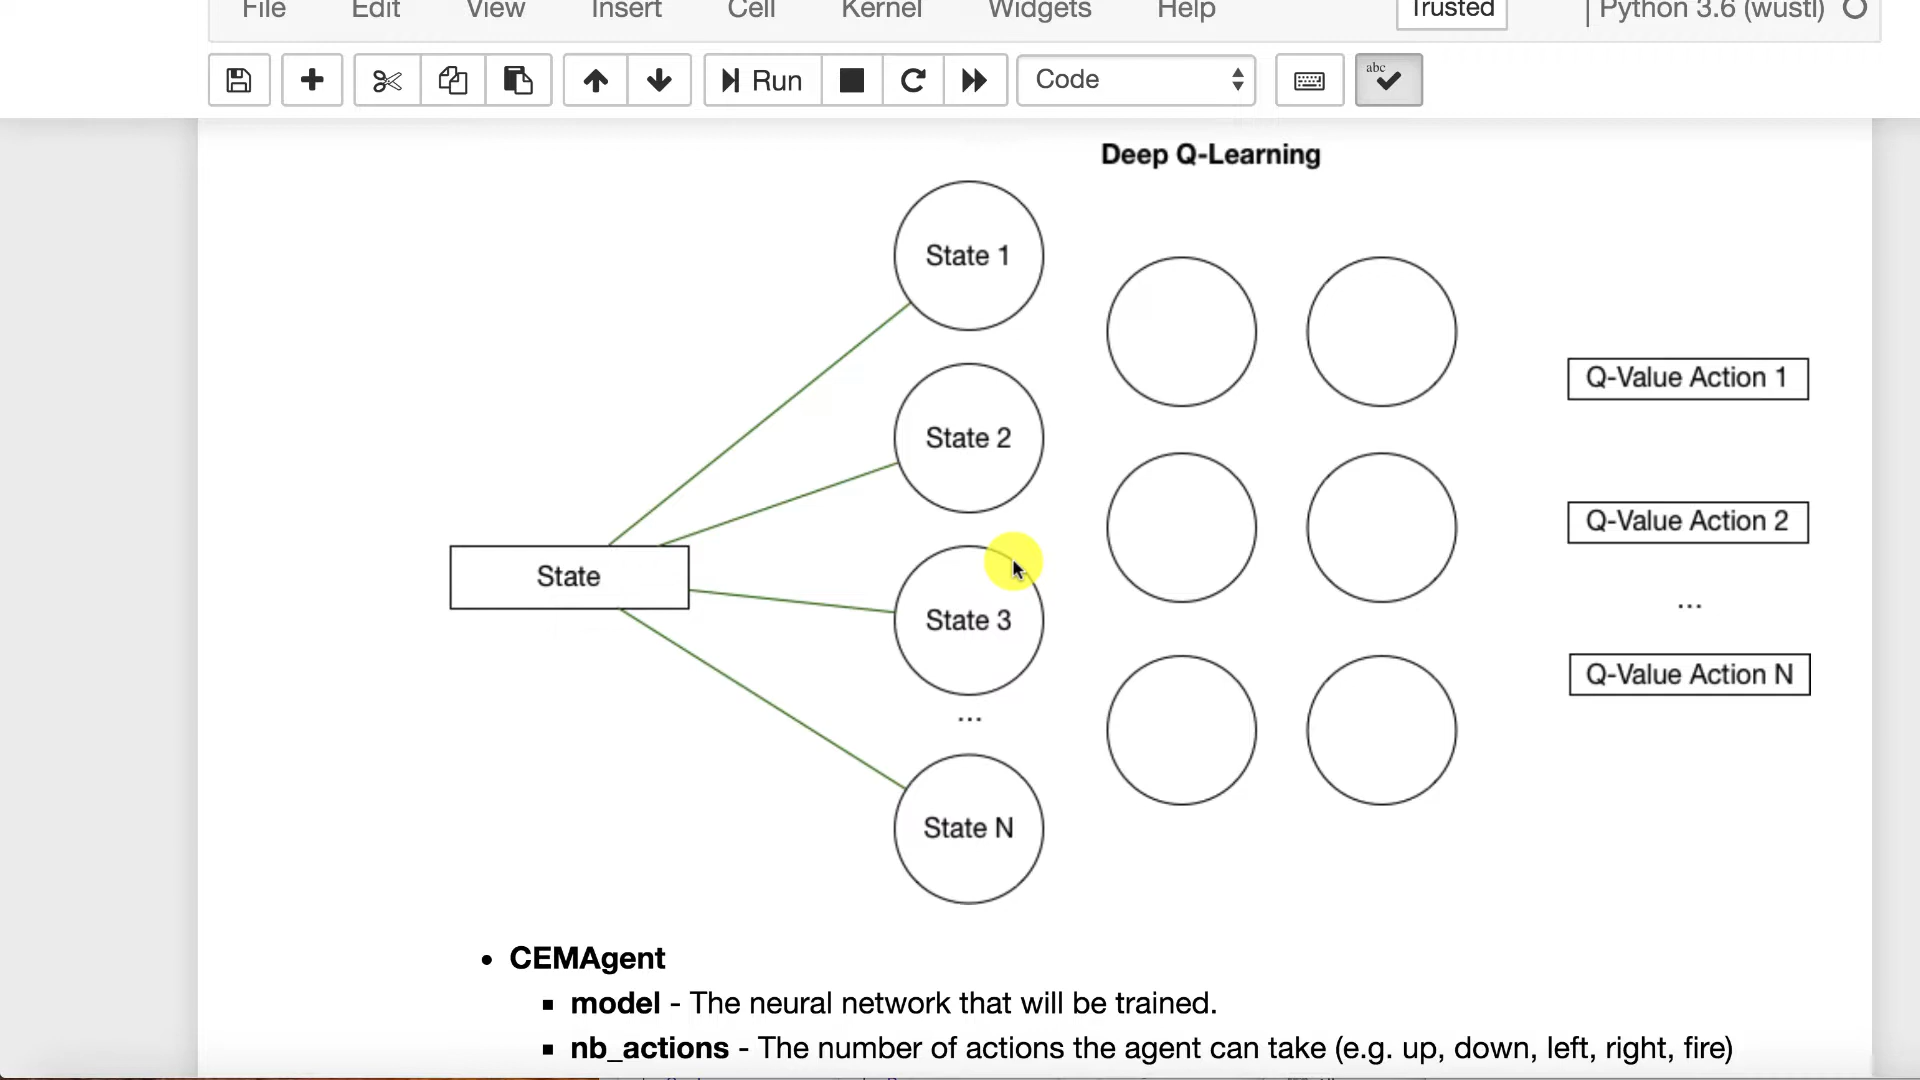 File Edit View Insert Cell Kernel Widgets Help Trusted | Python 3.6 (wustl)
Run Code abc
Deep Q-Learning
State 1
Q-Value Action 1
State 2
Q-Value Action 2
State
...
State 3
Q-Value Action N
...
State N
• CEMAgent
▪ model - The neural network that will be trained.
▪ nb_actions - The number of actions the agent can take (e.g. up, down, left, right, fire)